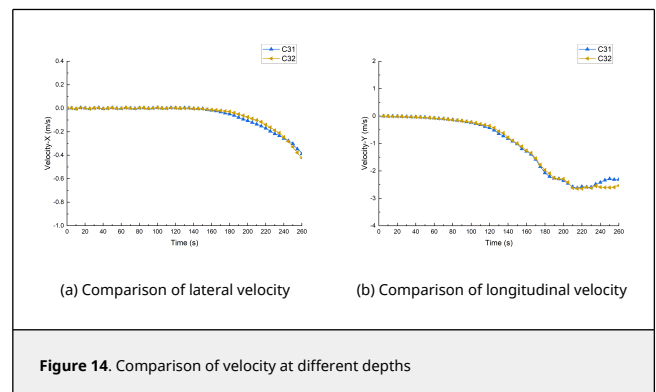 C31
C32
0.4
0.2
0.0
-0.2
-0.4
-0.6
-0.8
-1.0
Velocity-X (m/s)
0 20 40 60 80 100 120 140 160 180 200 220 240 260
Time (s)
C31
C32
2
1
0
-1
-2
-3
-4
Velocity-Y (m/s)
0 20 40 60 80 100 120 140 160 180 200 220 240 260
Time (s)
(a) Comparison of lateral velocity
(b) Comparison of longitudinal velocity
Figure 14. Comparison of velocity at different depths